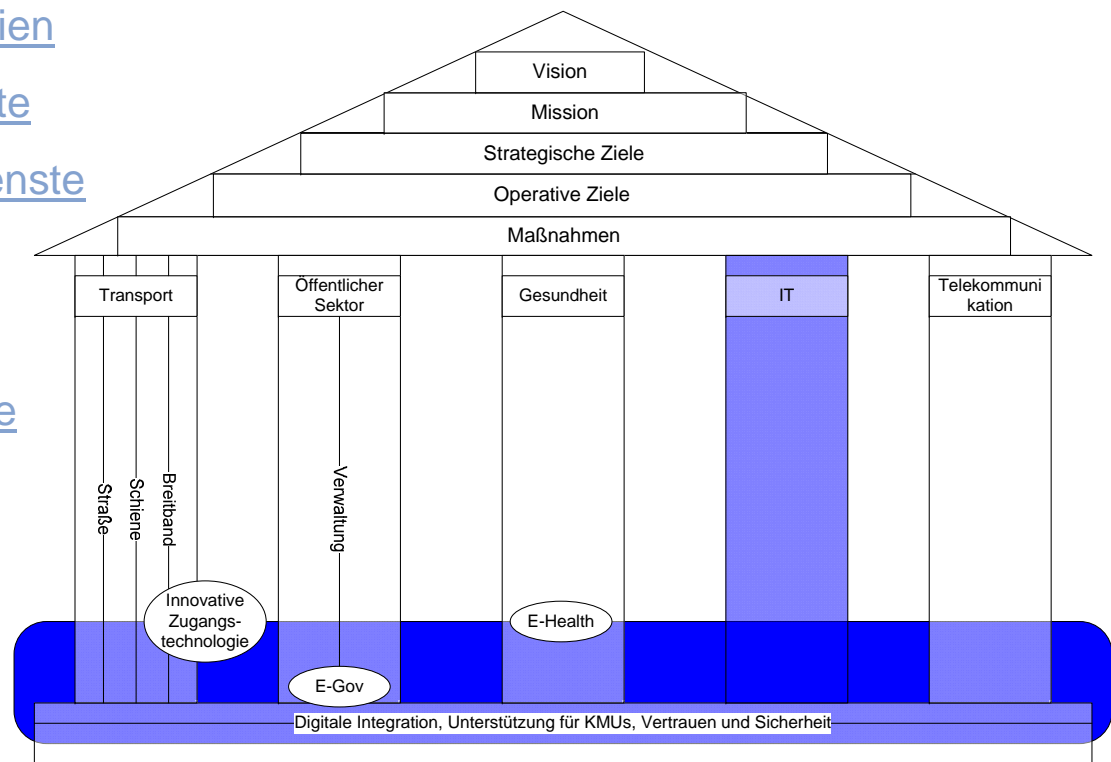 ien
te
enste
e
Vision
Mission
Strategische Ziele
Operative Ziele
Maßnahmen
Transport
Öffentlicher
Sektor
Gesundheit
IT
Telekommuni
kation
Straße
Schiene
Breitband
Verwaltung
Innovative
Zugangs-
technologie
E-Health
E-Gov
Digitale Integration, Unterstützung für KMUs, Vertrauen und Sicherheit